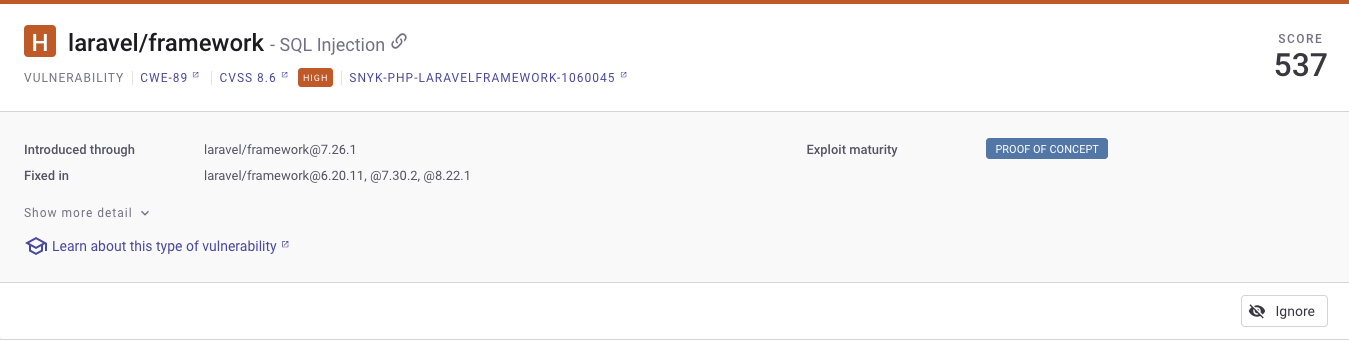 H laravel/framework - SQL Injection
SCORE
537
VULNERABILITY CWE-89 CVSS 8.6 HIGH SNYK-PHP-LARAVELFRAMEWORK-1060045
Introduced through laravel/framework@7.26.1
Exploit maturity PROOF OF CONCEPT
Fixed in laravel/framework@6.20.11, @7.30.2, @8.22.1
Show more detail
Learn about this type of vulnerability
Ignore